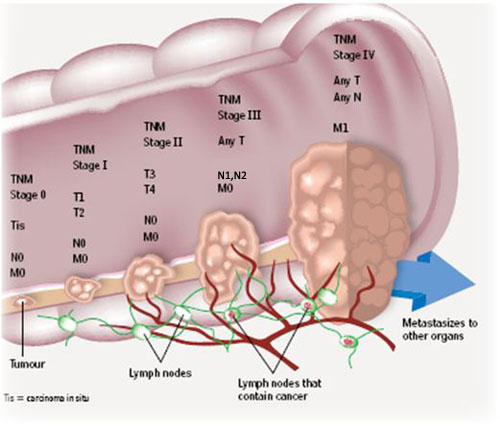 TNM
Stage 0
Tis
N0
M0
TNM
Stage I
T1
T2
N0
M0
TNM
Stage II
T3
T4
N0
M0
TNM
Stage III
Any T
N1,N2
M0
TNM
Stage IV
Any T
Any N
M1
Tumour
Lymph nodes
Lymph nodes that
contain cancer
Metastasizes to
other organs
Tis = carcinoma in situ